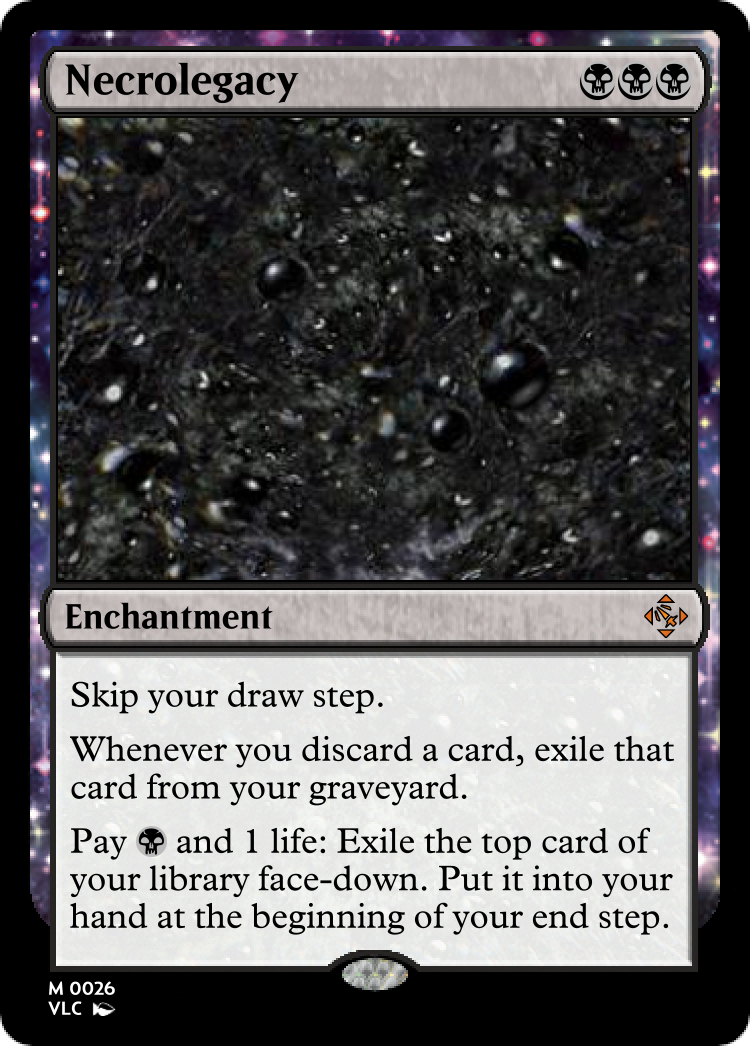 Necrolegacy
Enchantment
Skip your draw step.
Whenever you discard a card, exile that
card from your graveyard.
Pay and 1 life: Exile the top card of
your library face-down. Put it into your
hand at the beginning of your end step.
M 0026
VLC